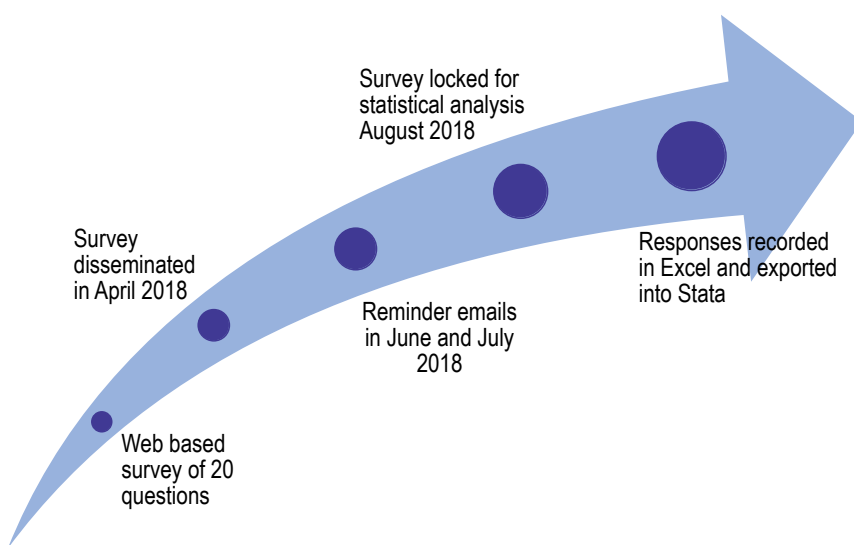 Survey locked for
statistical analysis
August 2018
Survey
disseminated
in April 2018
Responses recorded
in Excel and exported
into Stata
Reminder emails
in June and July
2018
Web based
survey of 20
questions